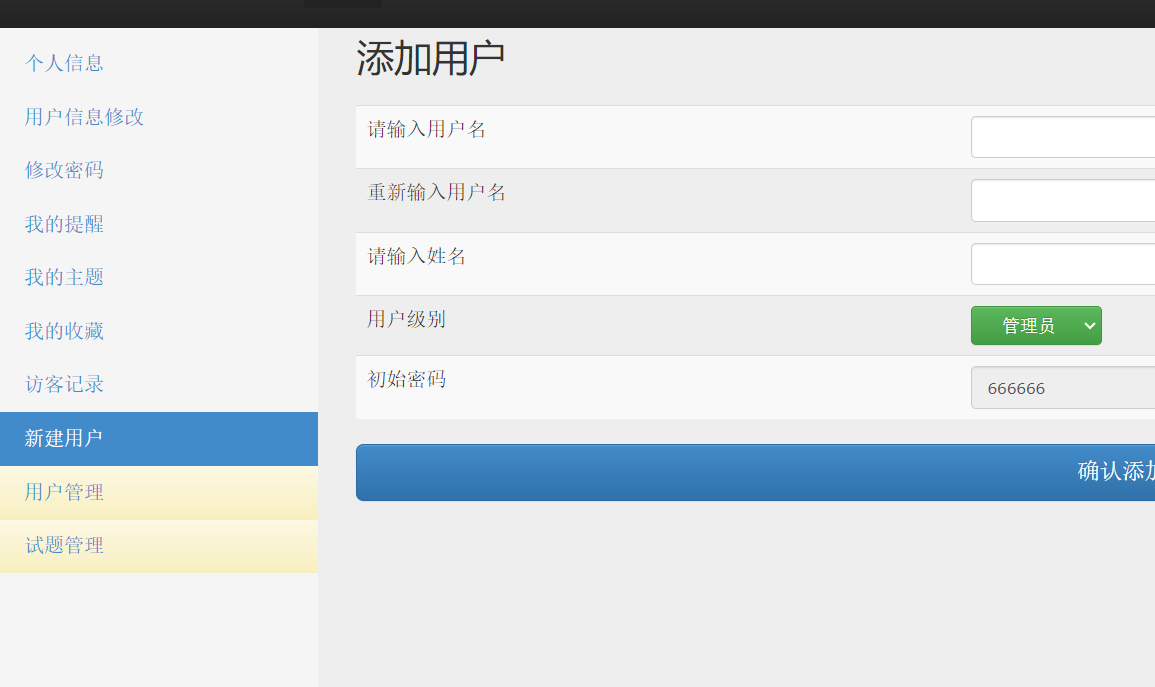 个人信息
用户信息修改
修改密码
我的提醒
我的主题
我的收藏
访客记录
新建用户
用户管理
试题管理
添加用户
请输入用户名
重新输入用户名
请输入姓名
用户级别
管理员
初始密码
666666
确认添加